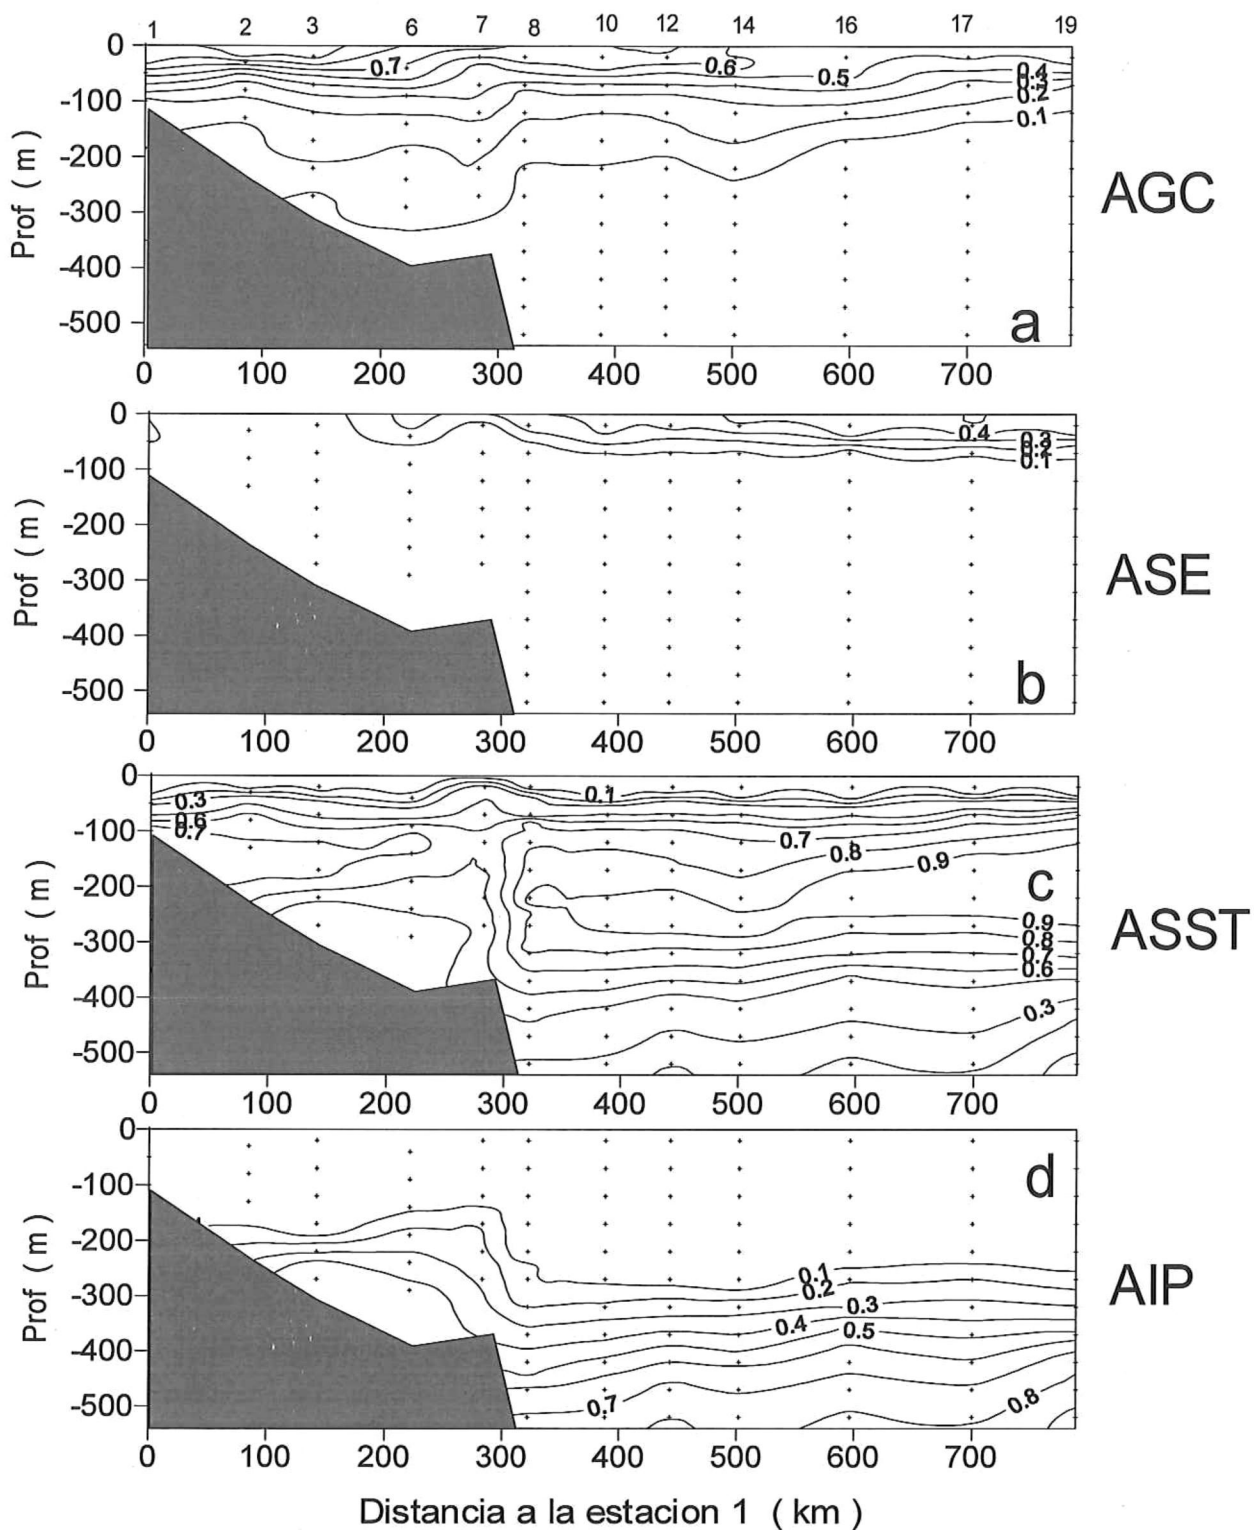 1 2 3 6 7 8 10 12 14 16 17 19
0
0.7 0.6 0.5 0.4
0.3
0.2
-100 0.1
-200
AGC
Prof ( m )
-300
-400
-500 a
0 100 200 300 400 500 600 700
0
0.4 0.3
0.2
0.1
-100
-200
ASE
Prof ( m )
-300
-400
-500 b
0 100 200 300 400 500 600 700
0
0.3 0.1
0.6
0.7
-100 0.7 0.8 0.9
-200 c
ASST
Prof ( m )
0.9
-300 0.8
0.7
0.6
-400 0.3
-500
0 100 200 300 400 500 600 700
0
d
-100
-200
AIP
Prof ( m )
0.1
-300 0.2
0.3
0.4 0.5
-400
0.7 0.8
-500
0 100 200 300 400 500 600 700
Distancia a la estacion 1 ( km )